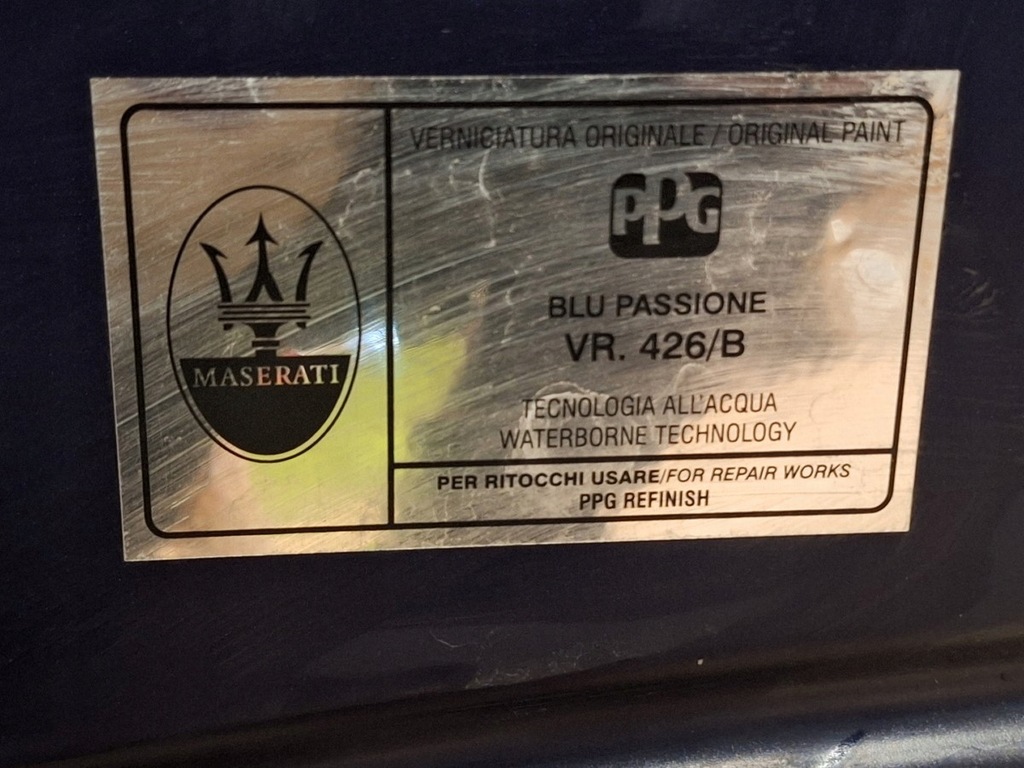 MASERATI
VERNICIATURA ORIGINALE / ORIGINAL PAINT
PPG
BLU PASSIONE
VR. 426/B
TECNOLOGIA ALL'ACQUA
WATERBORNE TECHNOLOGY
PER RITOCCHI USARE/FOR REPAIR WORKS
PPG REFINISH